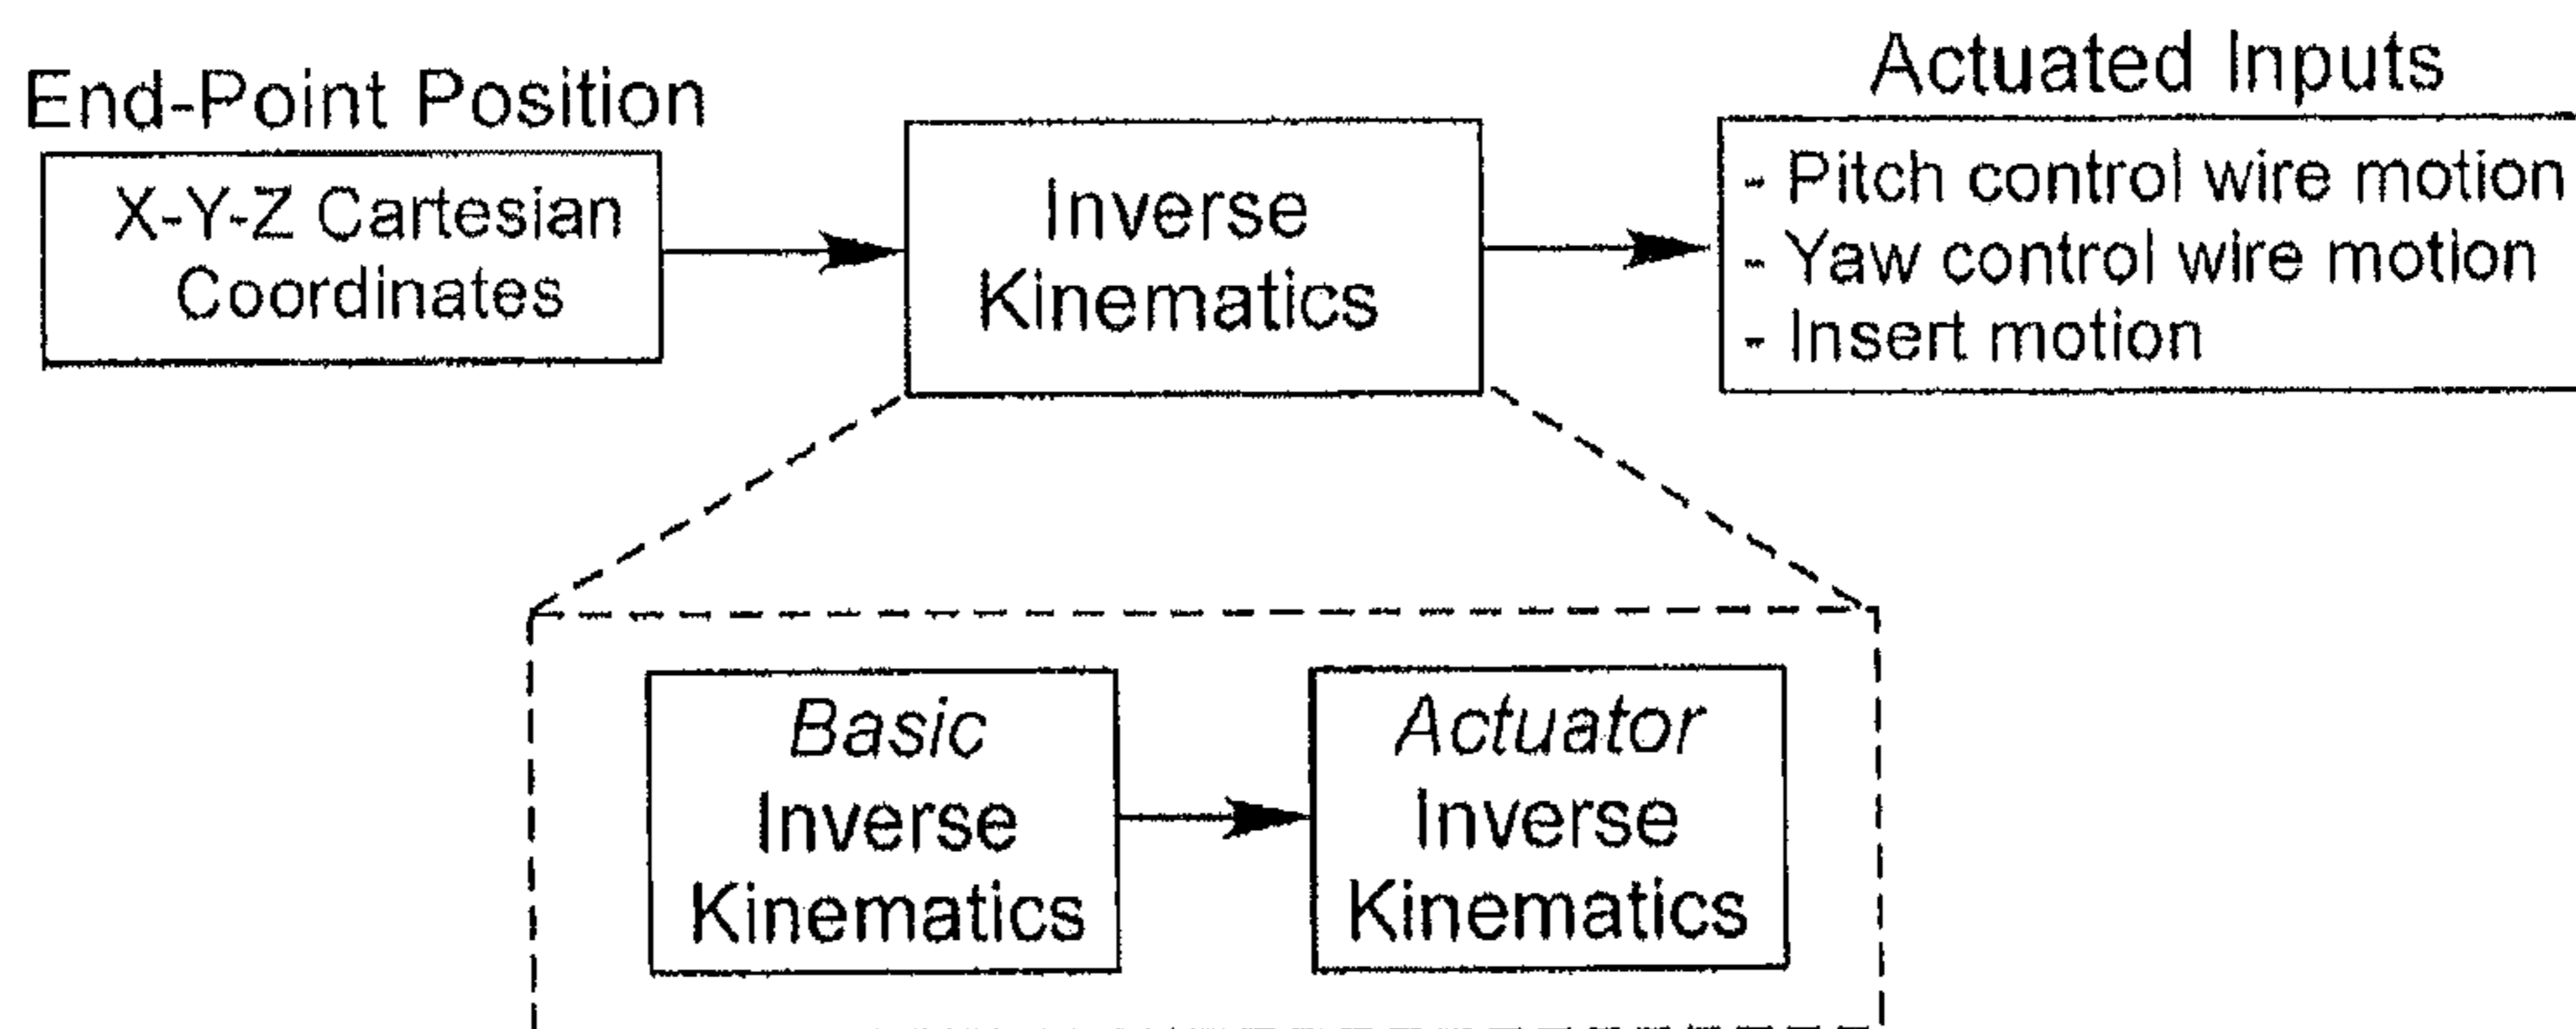 End-Point Position
X-Y-Z Cartesian
Coordinates
Inverse
Kinematics
Actuated Inputs
- Pitch control wire motion
- Yaw control wire motion
- Insert motion
Basic
Inverse
Kinematics
Actuator
Inverse
Kinematics